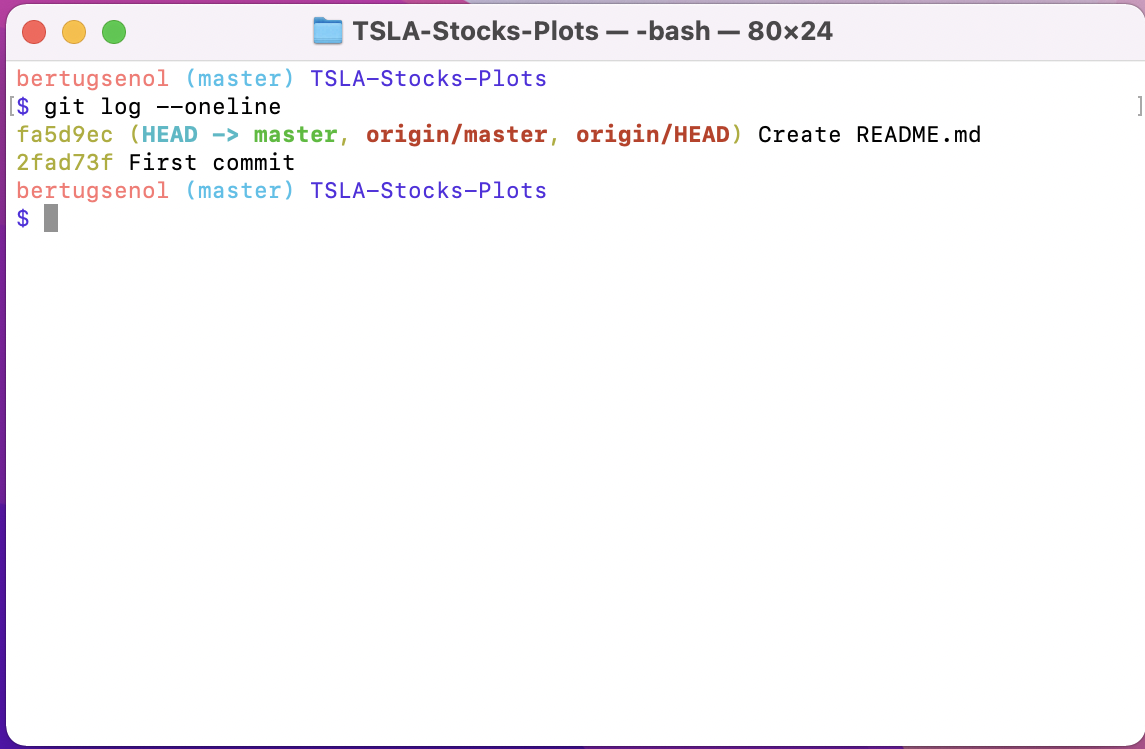 TSLA-Stocks-Plots — -bash — 80×24
bertugsenol (master) TSLA-Stocks-Plots
[$ git log --oneline ]
fa5d9ec (HEAD -> master, origin/master, origin/HEAD) Create README.md
2fad73f First commit
bertugsenol (master) TSLA-Stocks-Plots
$